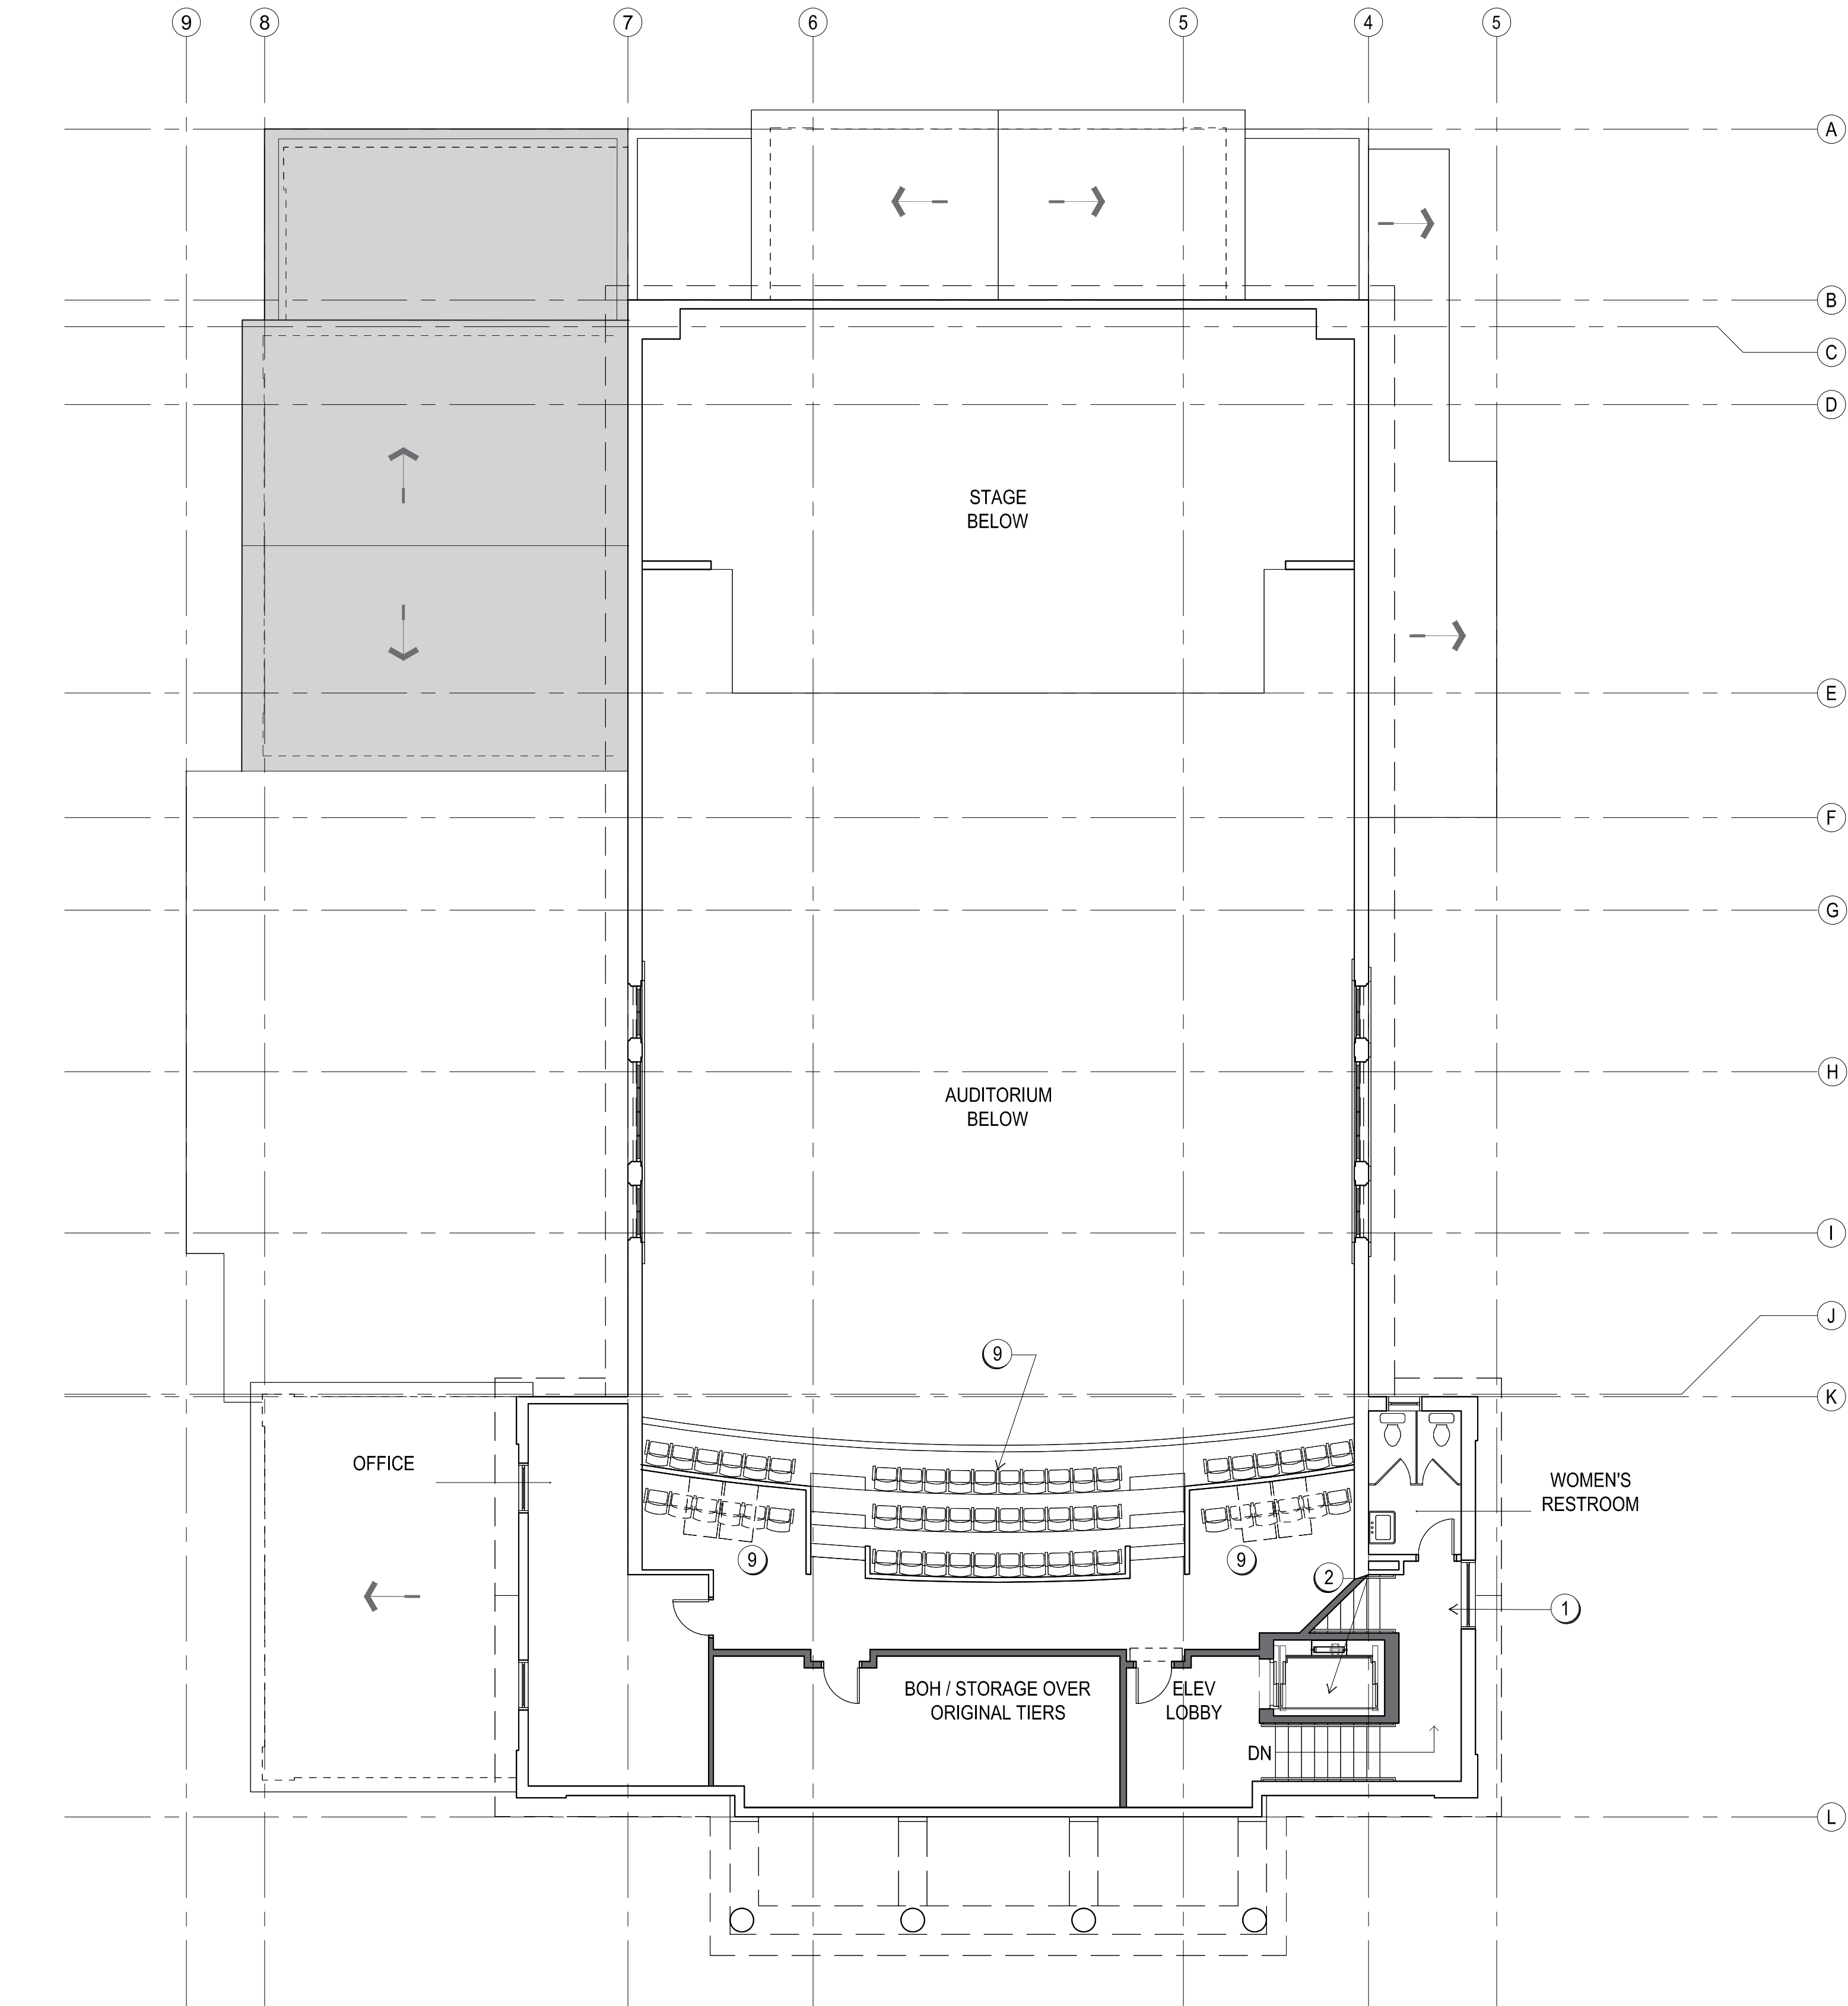 9 8 7 6 5 4 5
A
B
C
D
STAGE
BELOW
E
F
G
H
AUDITORIUM
BELOW
I
J
9
K
OFFICE
WOMEN'S
RESTROOM
9
9
2
1
BOH / STORAGE OVER
ORIGINAL TIERS
ELEV
LOBBY
DN
L